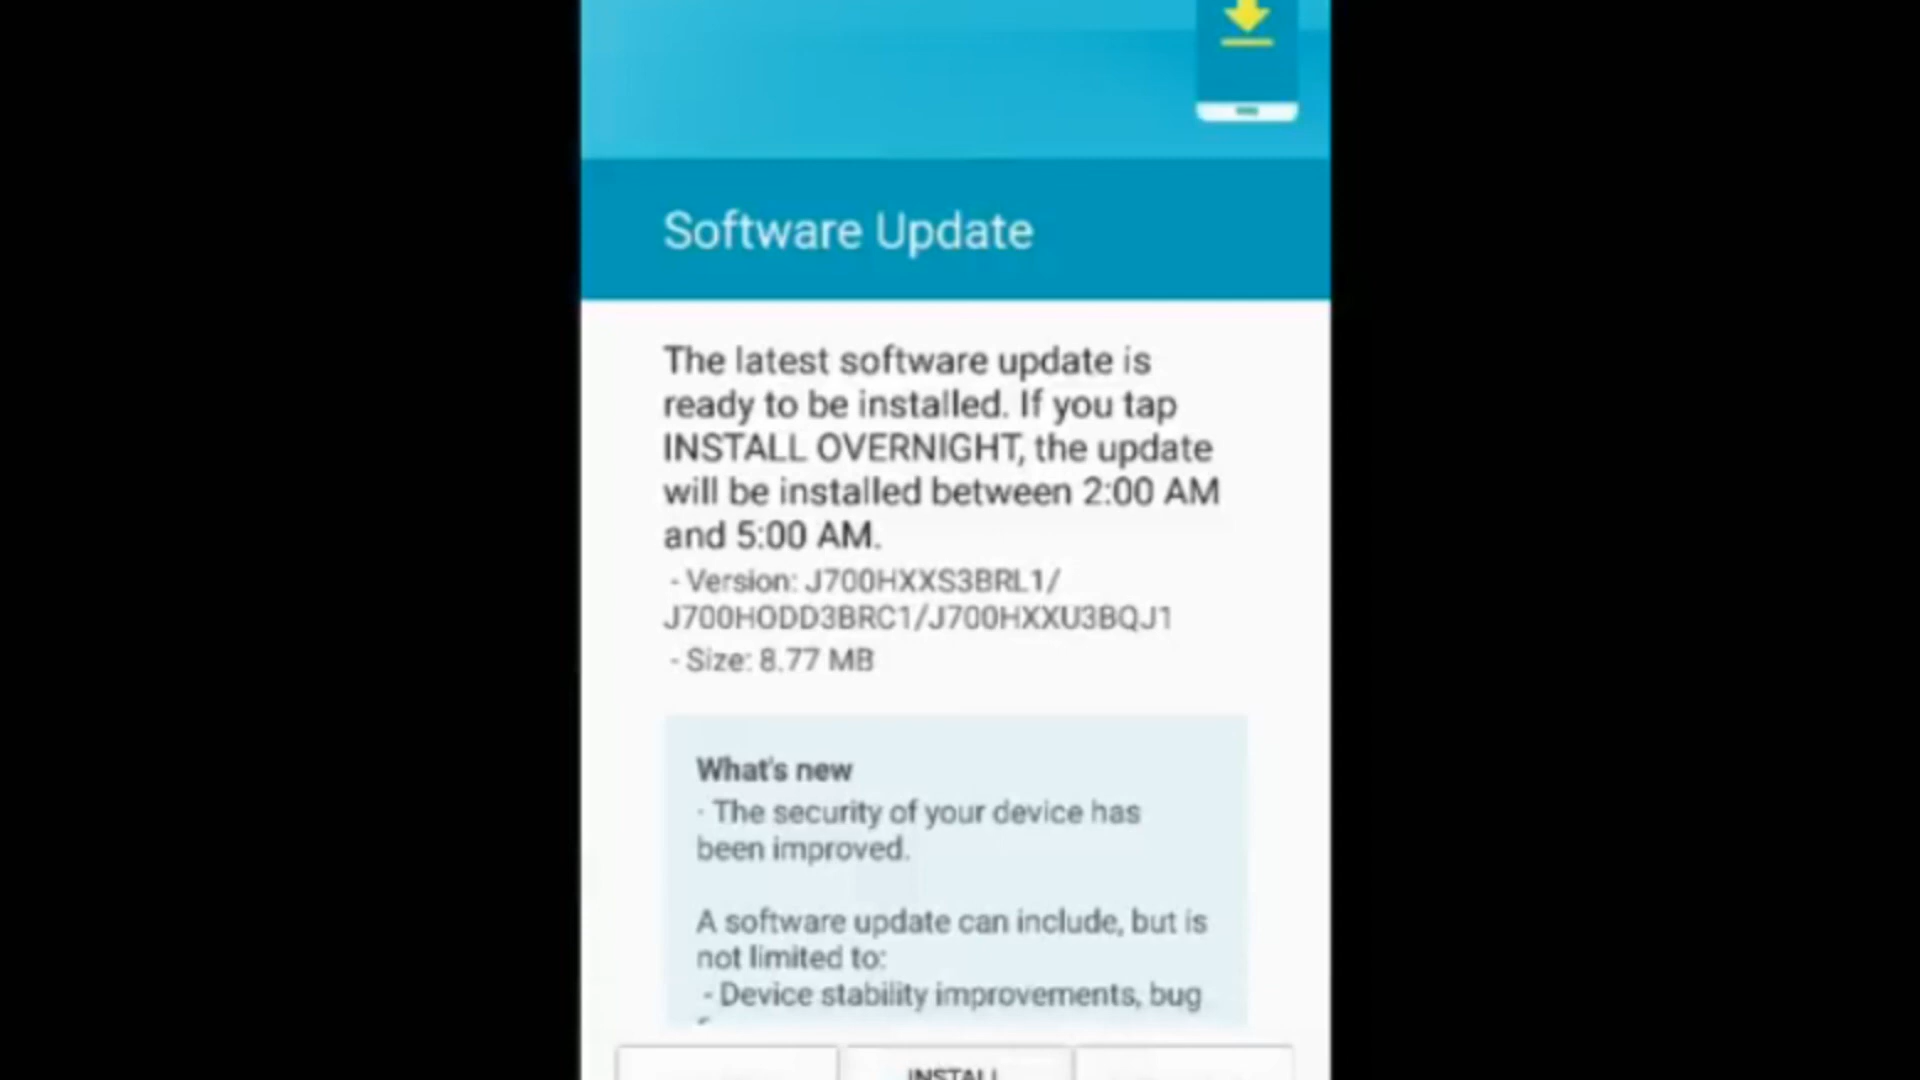 Software Update
The latest software update is
ready to be installed. If you tap
INSTALL OVERNIGHT, the update
will be installed between 2:00 AM
and 5:00 AM.
- Version: J700HXXS3BRL1/
J700HODD3BRC1/J700HXXU3BQJ1
- Size: 8.77 MB
What's new
· The security of your device has
been improved.
A software update can include, but is
not limited to:
- Device stability improvements, bug
INSTALL